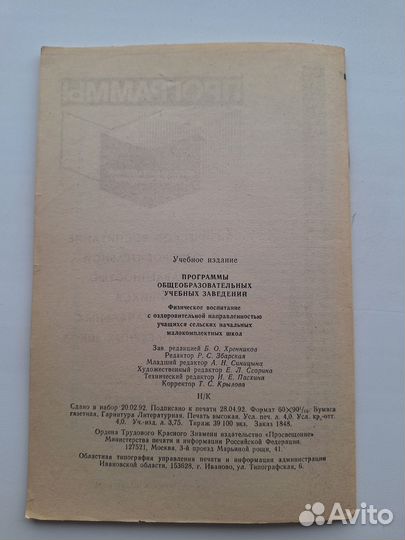 ПРОГРАММЫ
Учебное издание
ПРОГРАММЫ
ОБЩЕОБРАЗОВАТЕЛЬНЫХ
УЧЕБНЫХ ЗАВЕДЕНИЙ
Физическое воспитание
с оздоровительной направленностью
учащихся сельских начальных
малокомплектных школ
Зав. редакцией Б. О. Хренников
Редактор Р. С. Збарская
Младший редактор А. Н. Синицына
Художественный редактор Е. Л. Ссорина
Технический редактор И. Е. Паскина
Корректор Т. С. Крылова
Н/К
Сдано в набор 20.02.92. Подписано к печати 28.04.92. Формат 60×90¹/₁₆. Бумага
газетная. Гарнитура Литературная. Печать высокая. Усл. печ. л. 4,0. Усл. кр.-отт.
4,0. Уч.-изд. л. 3,75. Тираж 39 100 экз. Заказ 1848.
Ордена Трудового Красного Знамени издательство «Просвещение»
Министерства печати и информации Российской Федерации.
127521, Москва, 3-й проезд Марьиной рощи, 41.
Областная типография управления печати и информации администрации
Ивановской области, 153628, г. Иваново, ул. Типографская, 6.
Avito